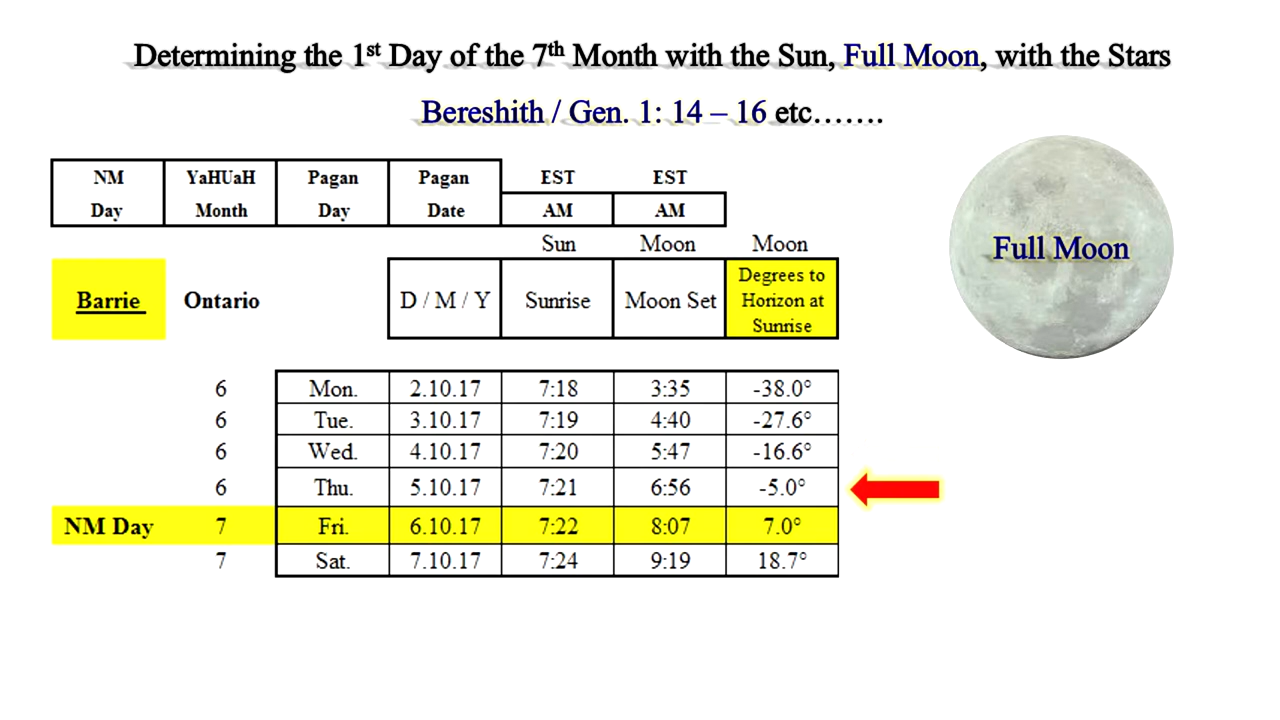 Determining the 1st Day of the 7th Month with the Sun, Full Moon, with the Stars
Bereshith / Gen. 1: 14 – 16 etc…….
NM YaHUaH Pagan Pagan EST EST
Day Month Day Date AM AM
Sun Moon Moon
Barrie Ontario D / M / Y Sunrise Moon Set Degrees to Horizon at Sunrise
Full Moon
6 Mon. 2.10.17 7:18 3:35 -38.0°
6 Tue. 3.10.17 7:19 4:40 -27.6°
6 Wed. 4.10.17 7:20 5:47 -16.6°
6 Thu. 5.10.17 7:21 6:56 -5.0°
NM Day 7 Fri. 6.10.17 7:22 8:07 7.0°
7 Sat. 7.10.17 7:24 9:19 18.7°